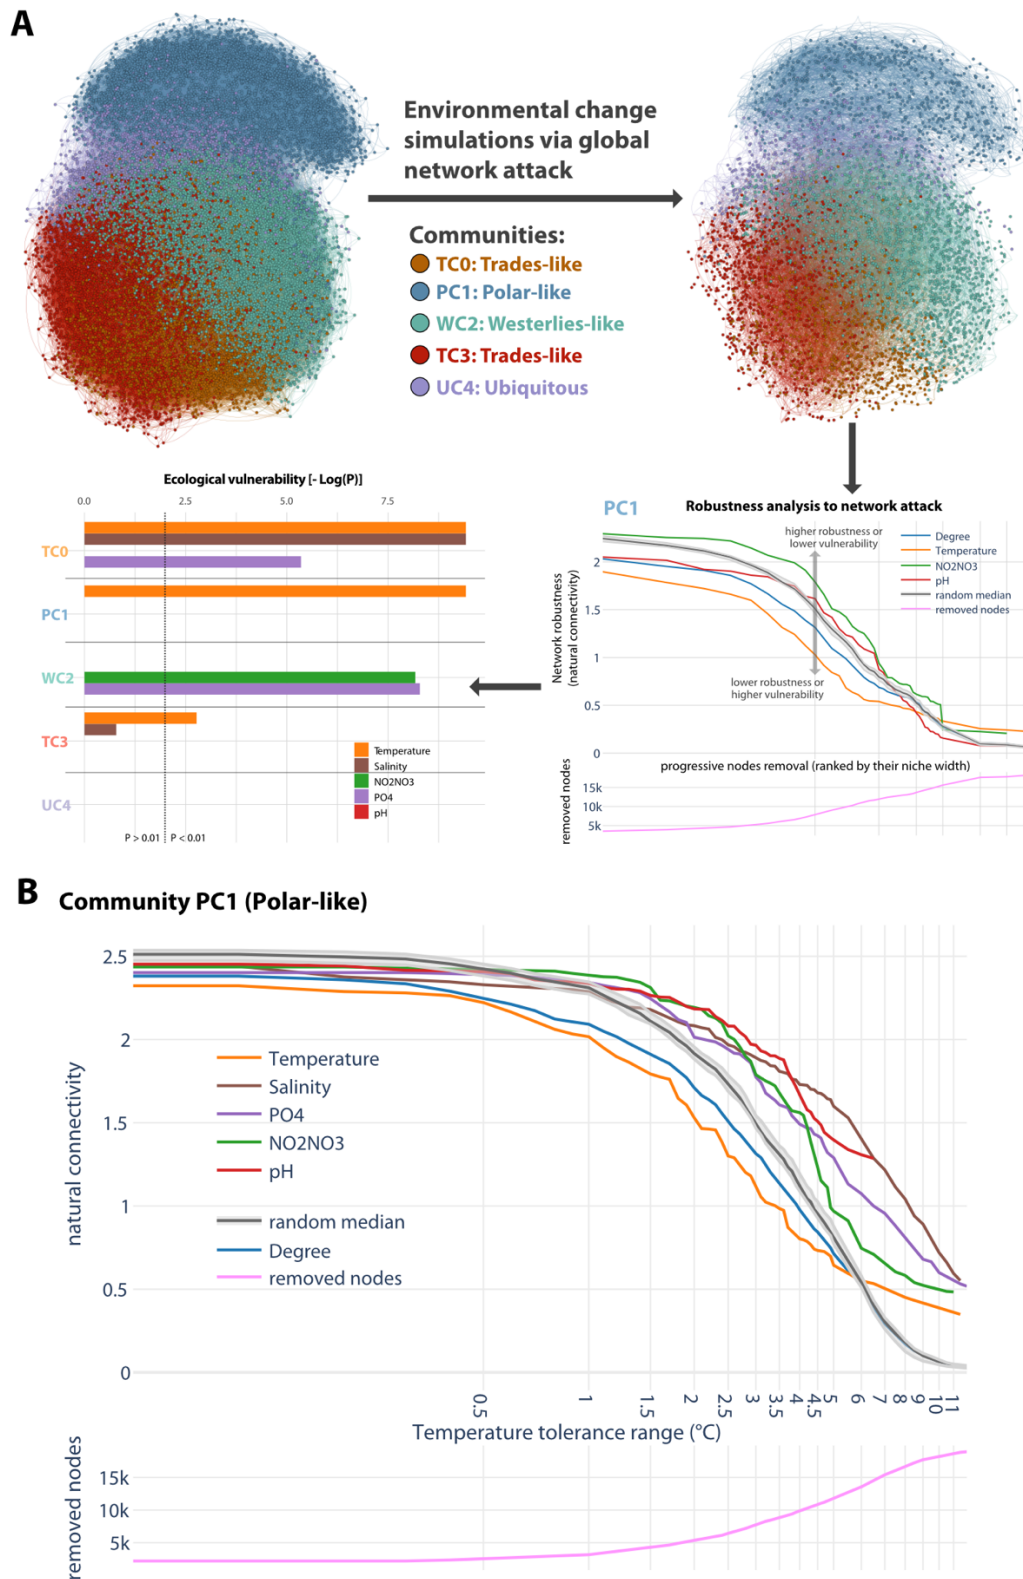 A
Environmental change
simulations via global
network attack
Communities:
TC0: Trades-like
PC1: Polar-like
WC2: Westerlies-like
TC3: Trades-like
UC4: Ubiquitous
Ecological vulnerability [- Log(P)]
0.0 2.5 5.0 7.5
TC0
PC1
WC2
TC3
UC4
Temperature
Salinity
NO2NO3
PO4
pH
P > 0.01 P < 0.01
PC1 Robustness analysis to network attack
higher robustness or
lower vulnerability
Degree
Temperature
NO2NO3
pH
random median
removed nodes
Network robustness
(natural connectivity)
2
1.5
1
0.5
0
lower robustness or
higher vulnerability
progressive nodes removal (ranked by their niche width)
removed nodes
15k
10k
5k
B Community PC1 (Polar-like)
natural connectivity
2.5
2
1.5
1
0.5
0
Temperature
Salinity
PO4
NO2NO3
pH
random median
Degree
removed nodes
0.5 1 1.5 2 2.5 3 3.5 4 4.5 5 6 7 8 9 10 11
Temperature tolerance range (°C)
removed nodes
15k
10k
5k